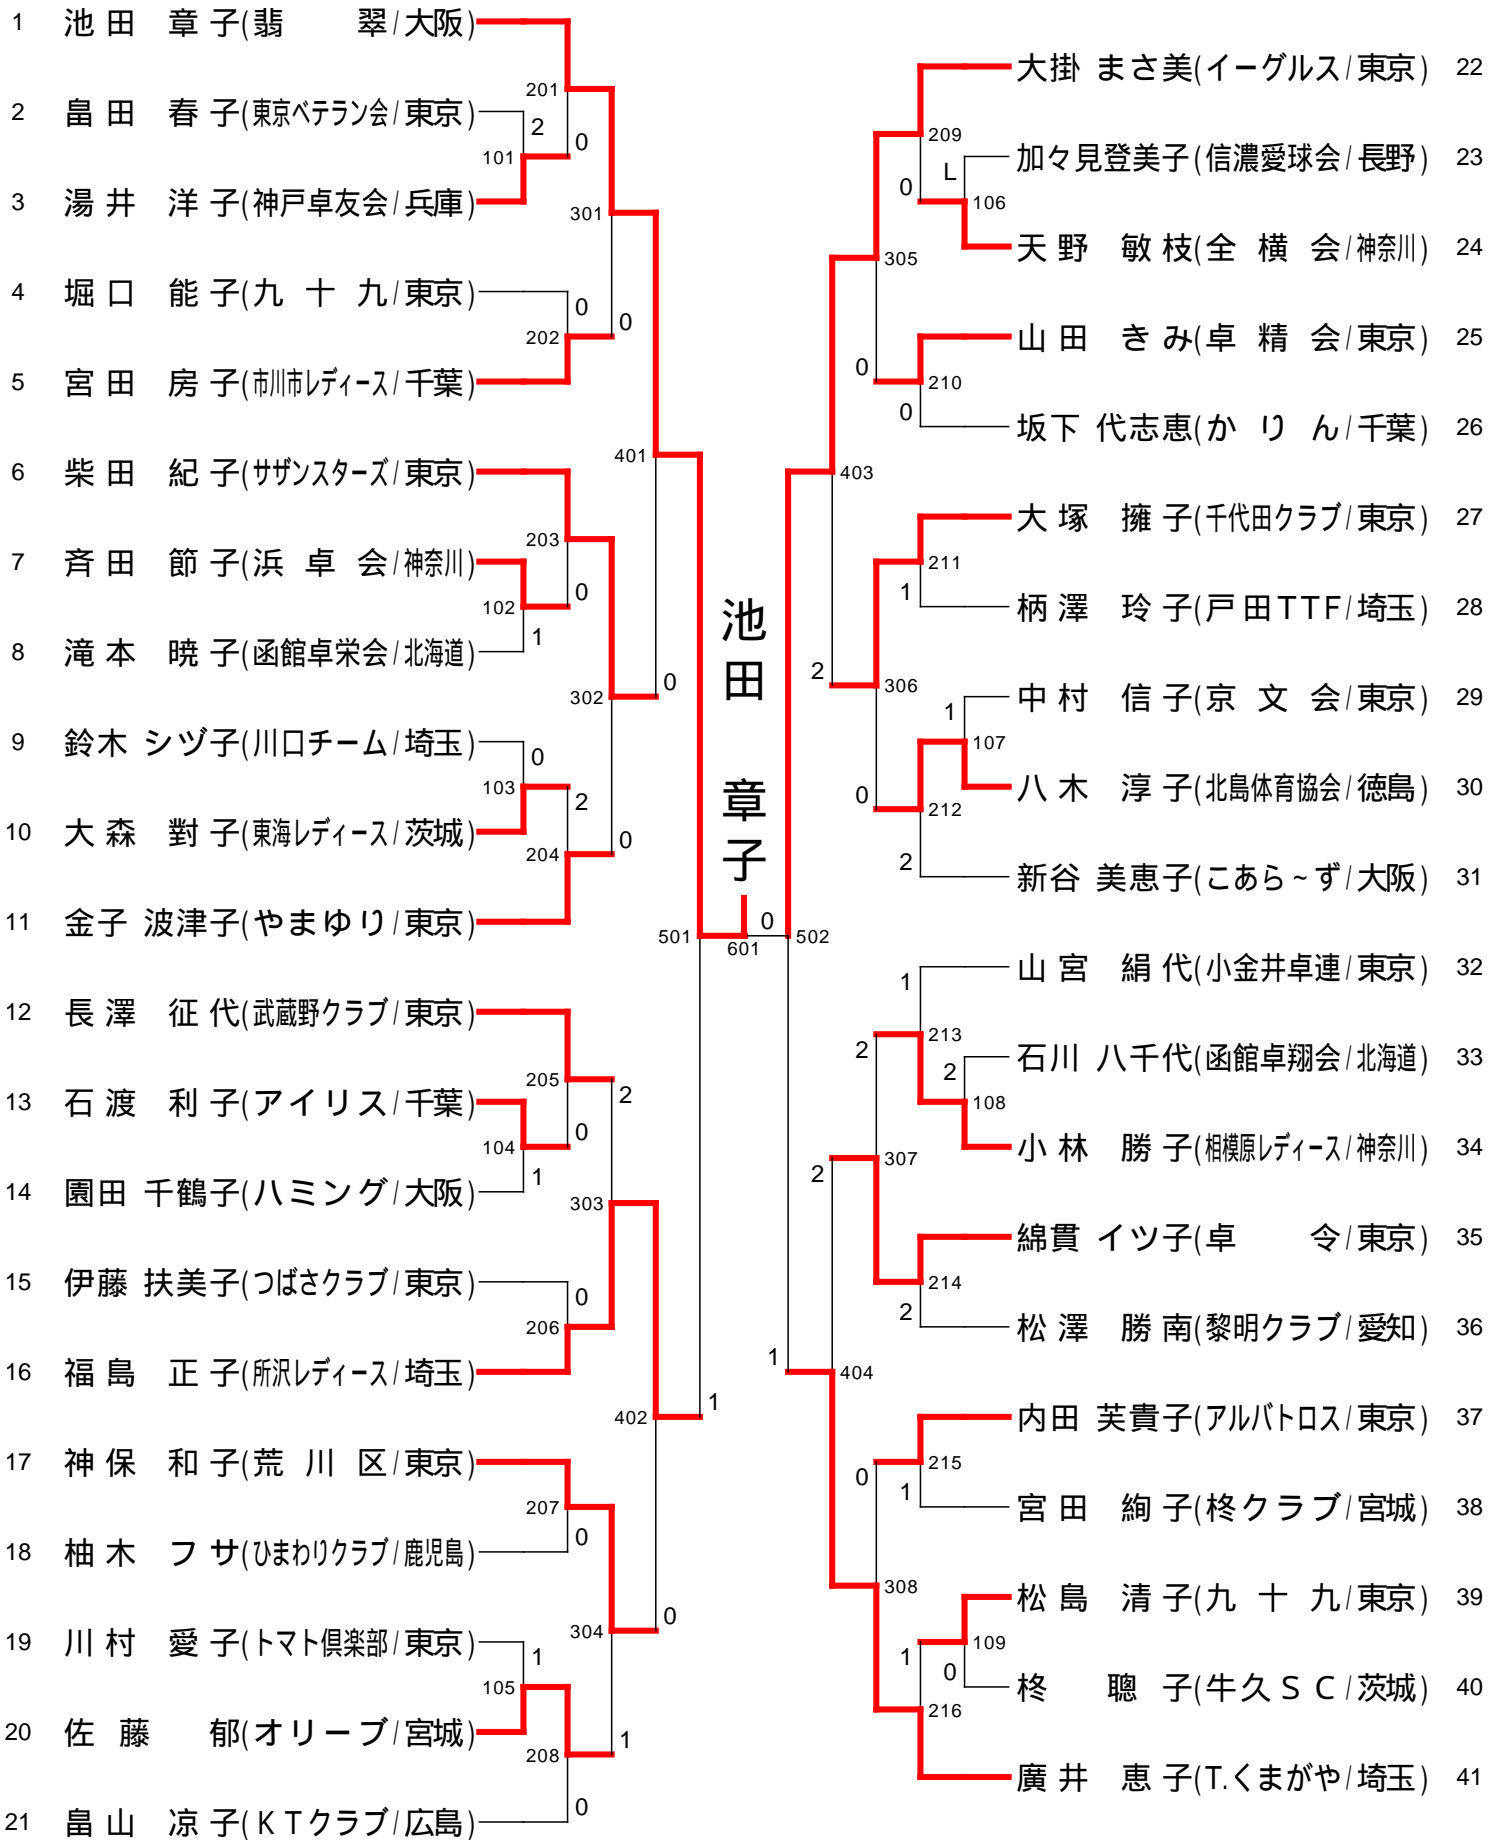 1 池田 章子(翡 翠/大阪)
2 畠田 春子(東京ベテラン会/東京)
3 湯井 洋子(神戸卓友会/兵庫)
4 堀口 能子(九十九/東京)
5 宮田 房子(市川市レディース/千葉)
6 柴田 紀子(サザンスターズ/東京)
7 斉田 節子(浜卓会/神奈川)
8 滝本 暁子(函館卓栄会/北海道)
9 鈴木 シヅ子(川口チーム/埼玉)
10 大森 對子(東海レディース/茨城)
11 金子 波津子(やまゆり/東京)
12 長澤 征代(武蔵野クラブ/東京)
13 石渡 利子(アイリス/千葉)
14 園田 千鶴子(ハミング/大阪)
15 伊藤 扶美子(つばさクラブ/東京)
16 福島 正子(所沢レディース/埼玉)
17 神保 和子(荒川区/東京)
18 柚木 フサ(ひまわりクラブ/鹿児島)
19 川村 愛子(トマト倶楽部/東京)
20 佐藤 郁(オリーブ/宮城)
21 畠山 凉子(KTクラブ/広島)
101 2
102 1
103 0
104 1
105 1
201 0
202 0
203 0
204 2
205 0
206 0
207 0
208 0
301 0
302 0
303 2
304 1
401 0
402 0
501 1
池田 章子
601 0
502 1
403 2
404 2
305 0
306 0
307 2
308 0
209 0
210 0
211 1
212 2
213 1
214 2
215 1
216 1
106 L
107 1
108 2
109 0
大掛 まさ美(イーグルス/東京) 22
加々見登美子(信濃愛球会/長野) 23
天野 敏枝(全横会/神奈川) 24
山田 きみ(卓精会/東京) 25
坂下 代志恵(かりん/千葉) 26
大塚 擁子(千代田クラブ/東京) 27
柄澤 玲子(戸田TTF/埼玉) 28
中村 信子(京文会/東京) 29
八木 淳子(北島体育協会/徳島) 30
新谷 美恵子(こあら~ず/大阪) 31
山宮 絹代(小金井卓連/東京) 32
石川 八千代(函館卓翔会/北海道) 33
小林 勝子(相模原レディース/神奈川) 34
綿貫 イツ子(卓 令/東京) 35
松澤 勝南(黎明クラブ/愛知) 36
内田 芙貴子(アルバトロス/東京) 37
宮田 絢子(柊クラブ/宮城) 38
松島 清子(九十九/東京) 39
柊 聰子(牛久SC/茨城) 40
廣井 恵子(T.くまがや/埼玉) 41